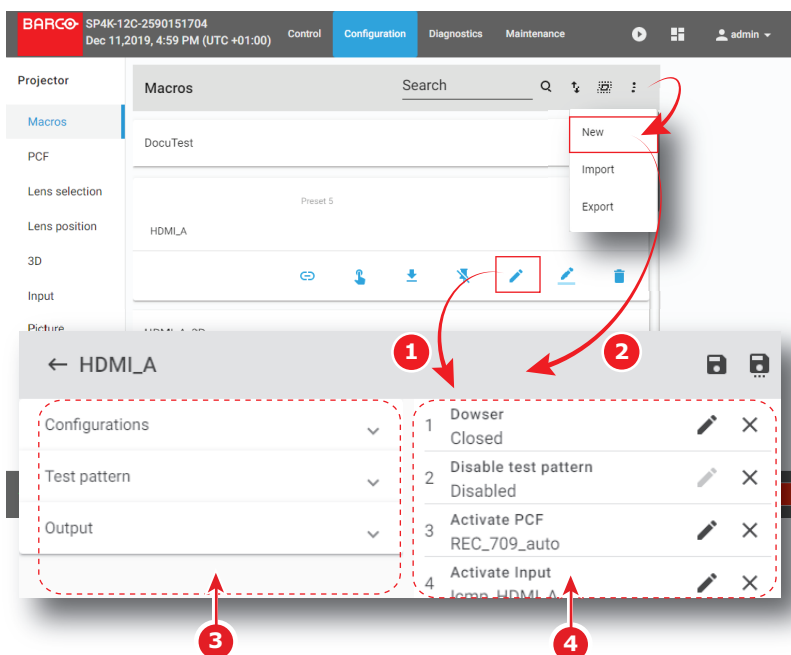 BARCO
SP4K-12C-2590151704
Dec 11,2019, 4:59 PM (UTC +01:00)
Control
Configuration
Diagnostics
Maintenance
admin
Projector
Macros
PCF
Lens selection
Lens position
3D
Input
Picture
Macros
Search
New
Import
Export
DocuTest
Preset 5
HDMI_A
1
2
HDMI_A
Configurations
Test pattern
Output
1 Dowser
Closed
2 Disable test pattern
Disabled
3 Activate PCF
REC_709_auto
4 Activate Input
Icmp_HDMI_A
3
4